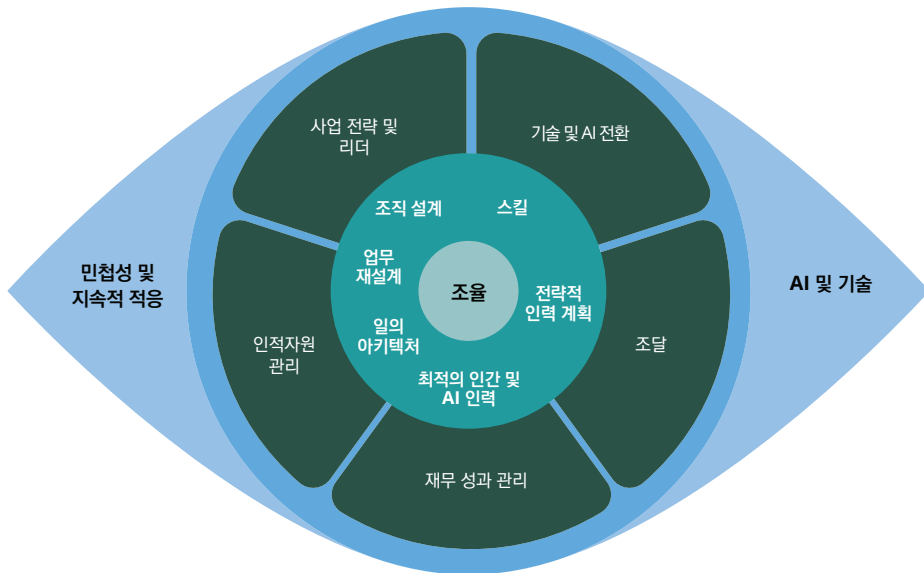 사업 전략 및
리더
기술 및 AI 전환
조직 설계
스킬
업무
재설계
민첩성 및
지속적 적응
조율
전략적
인력 계획
AI 및 기술
인적자원
관리
일의
아키텍처
조달
최적의 인간 및
AI 인력
재무 성과 관리